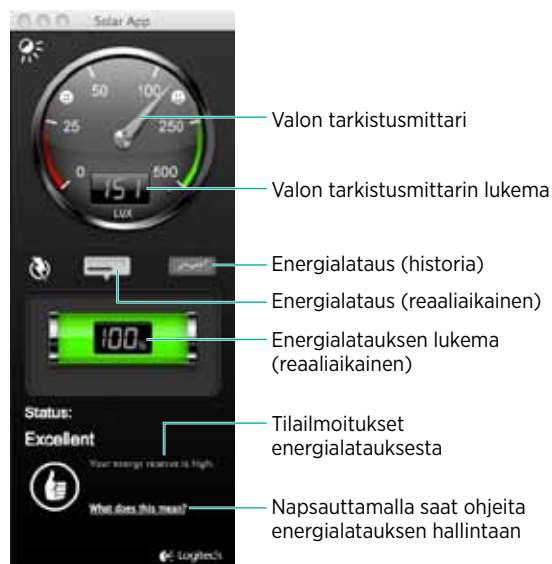 Solar App
50
100
25
250
0
500
151
LUX
Valon tarkistusmittari
Valon tarkistusmittarin lukema
Energialataus (historia)
Energialataus (reaaliaikainen)
100%
Energialatauksen lukema
(reaaliaikainen)
Status:
Excellent
Your energy reserve is high.
Tilailmoitukset
energialatauksesta
What does this mean?
Napsauttamalla saat ohjeita
energialatauksen hallintaan
Logitech